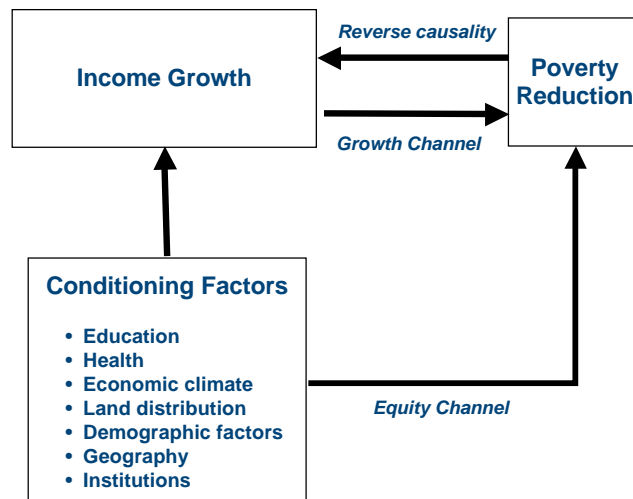 Reverse causality
Income Growth
Poverty
Reduction
Growth Channel
Conditioning Factors
• Education
• Health
• Economic climate
• Land distribution
• Demographic factors
• Geography
• Institutions
Equity Channel